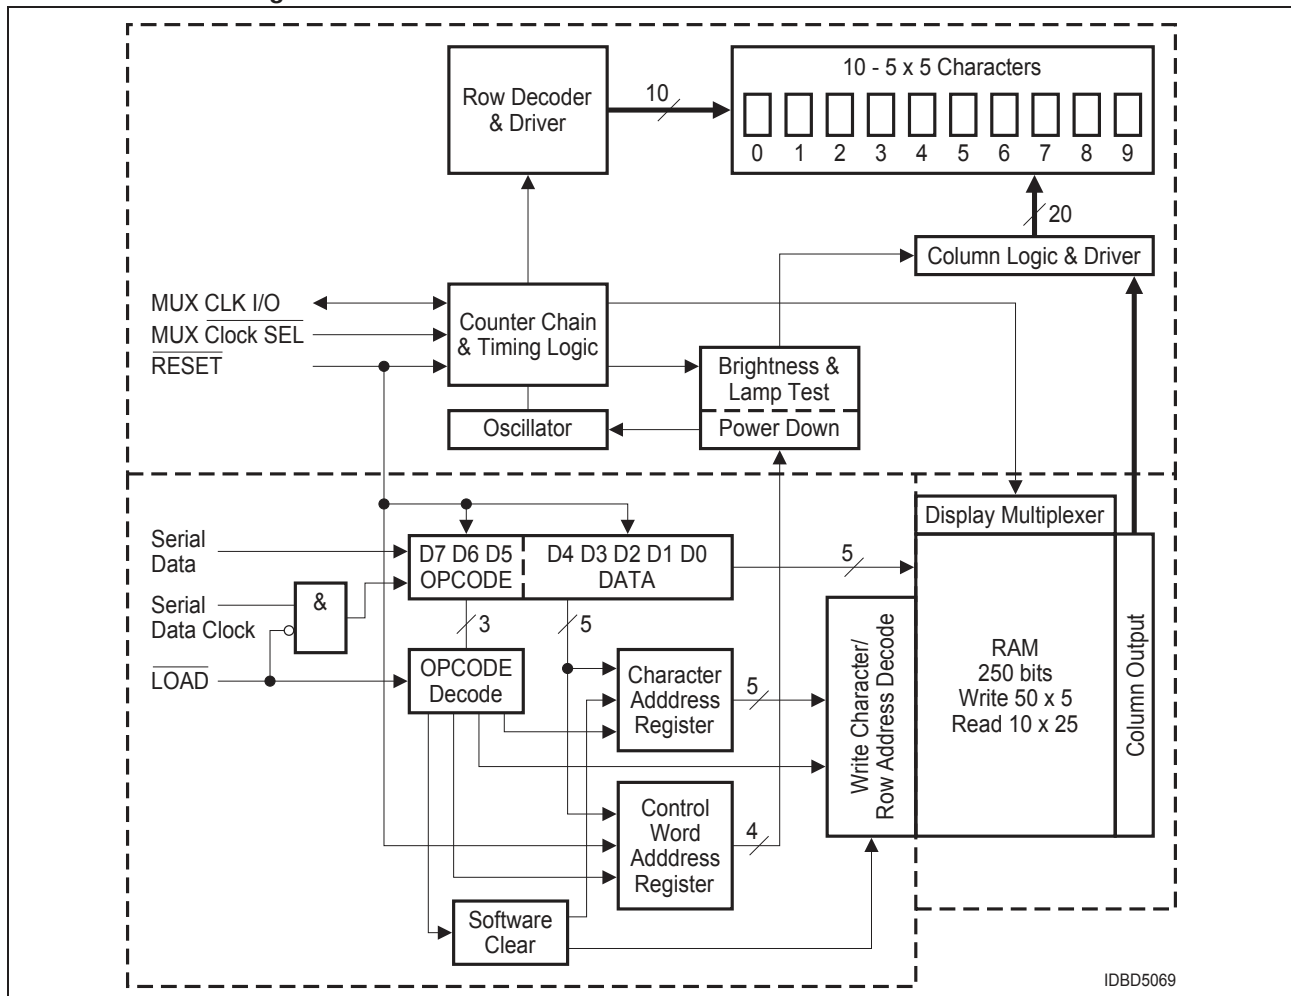 10 - 5 x 5 Characters
Row Decoder
& Driver
10
0 1 2 3 4 5 6 7 8 9
20
Column Logic & Driver
MUX CLK I/O
MUX Clock SEL
RESET
Counter Chain
& Timing Logic
Brightness &
Lamp Test
Oscillator
Power Down
Display Multiplexer
Serial
Data
D7 D6 D5
OPCODE
D4 D3 D2 D1 D0
DATA
5
Serial
Data Clock
&
3
5
LOAD
OPCODE
Decode
Character
Adddress
Register
5
Write Character/
Row Address Decode
RAM
250 bits
Write 50 x 5
Read 10 x 25
Column Output
Control
Word
Adddress
Register
4
Software
Clear
IDBD5069